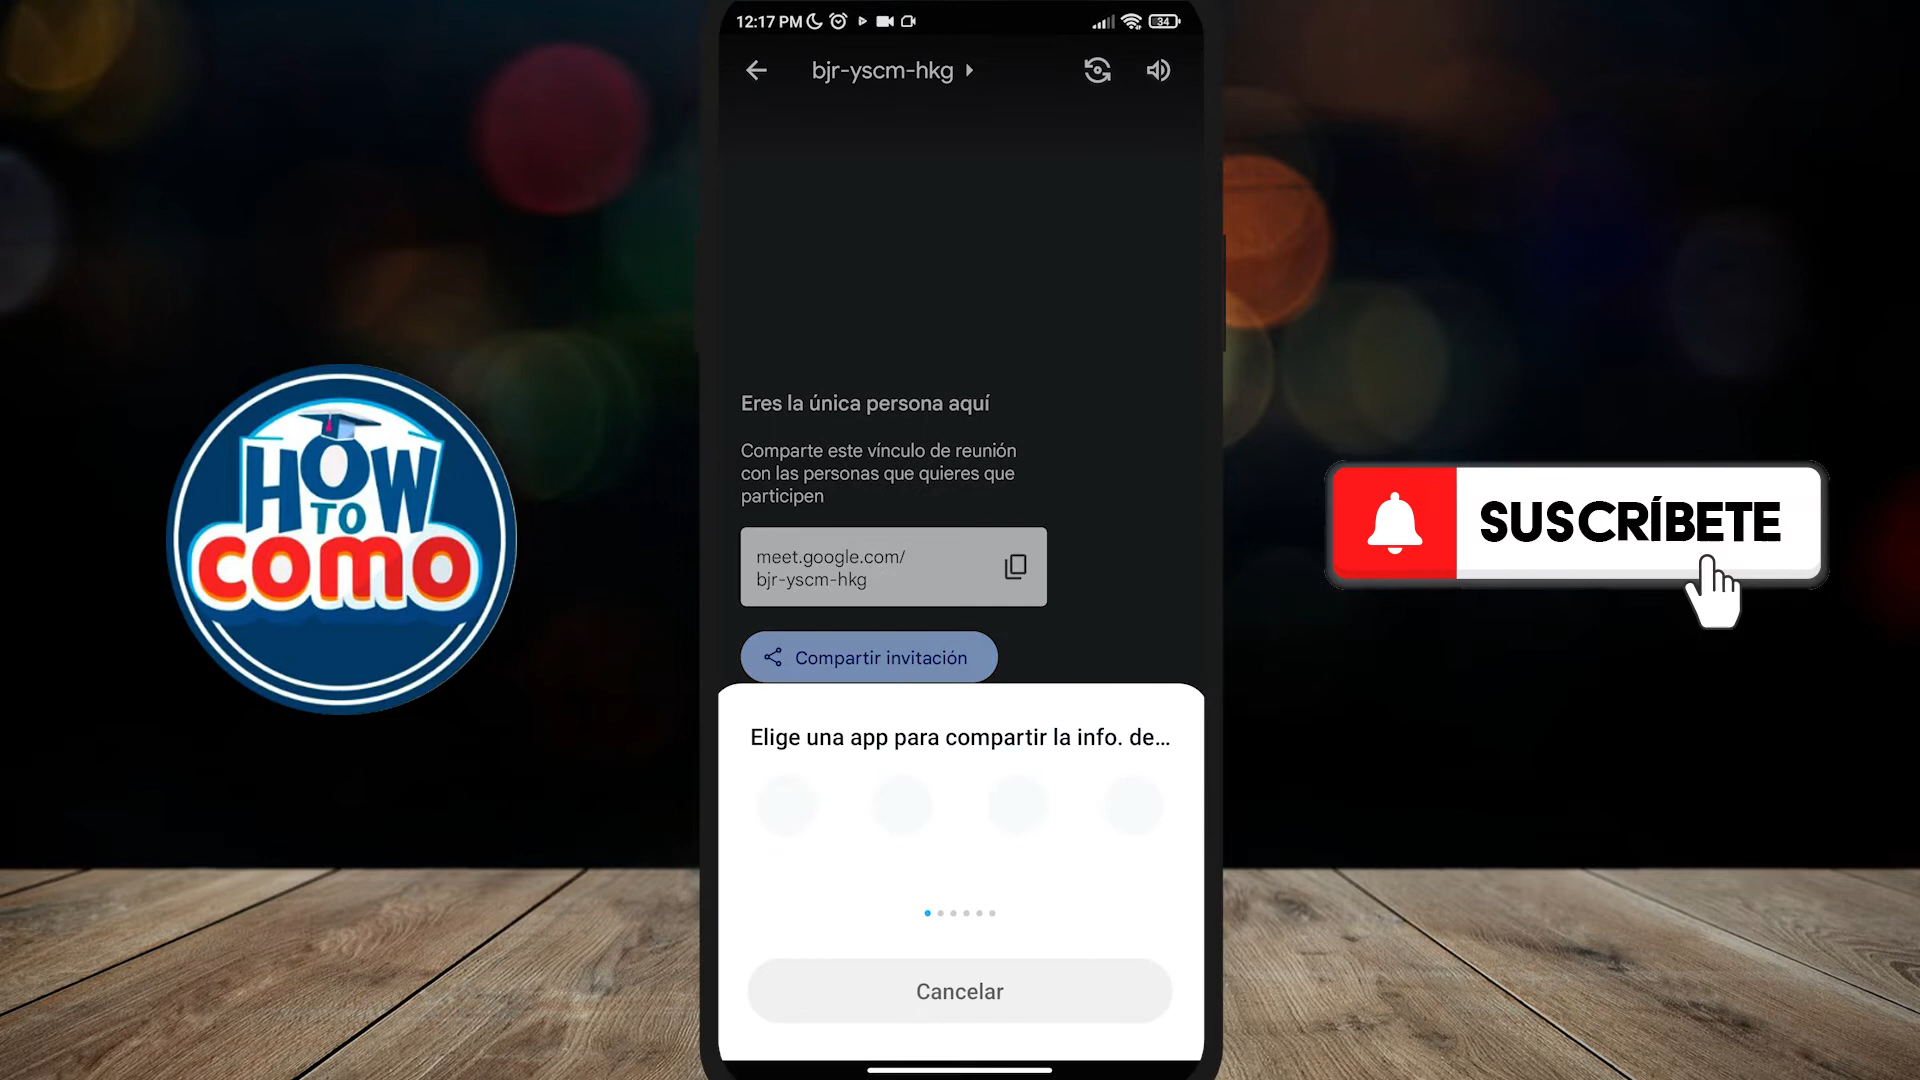 12:17 PM
34
bjr-yscm-hkg
Eres la única persona aquí
Comparte este vínculo de reunión
con las personas que quieres que
participen
meet.google.com/
bjr-yscm-hkg
Compartir invitación
Elige una app para compartir la info. de...
Cancelar
HOW
TO
COMO
SUSCRÍBETE